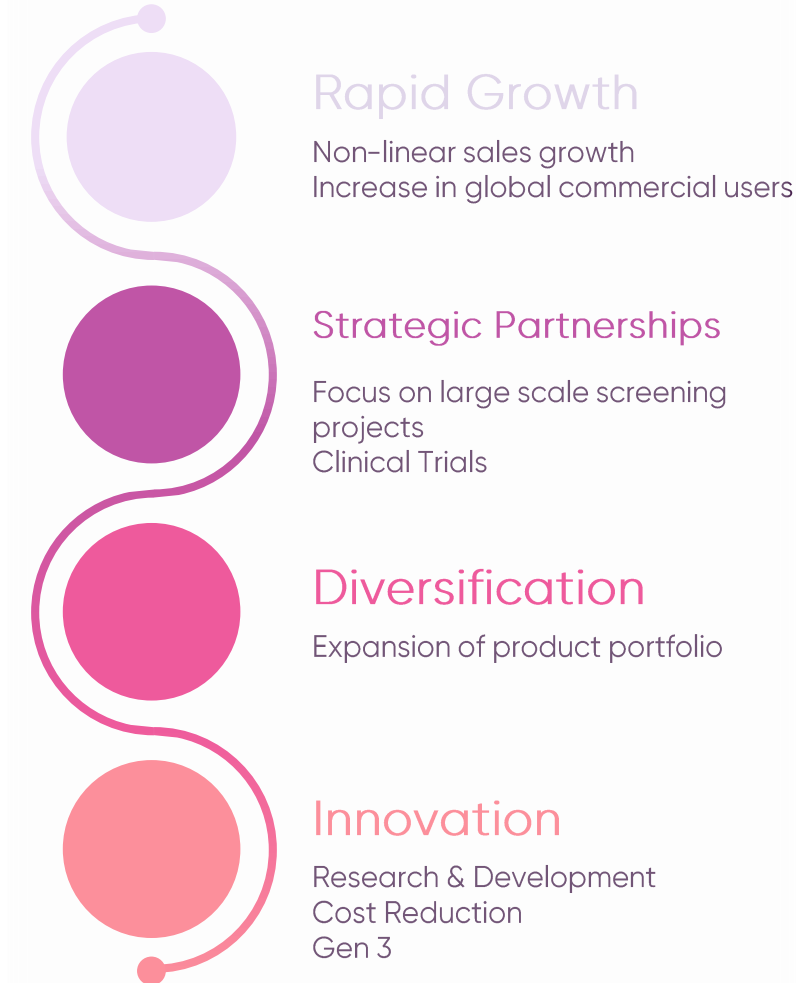 Rapid Growth
Non-linear sales growth
Increase in global commercial users
Strategic Partnerships
Focus on large scale screening
projects
Clinical Trials
Diversification
Expansion of product portfolio
Innovation
Research & Development
Cost Reduction
Gen 3